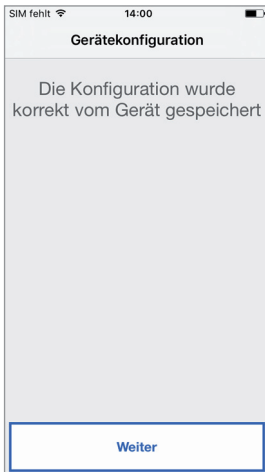 SIM fehlt 14:00
Gerätekonfiguration
Die Konfiguration wurde
korrekt vom Gerät gespeichert
Weiter